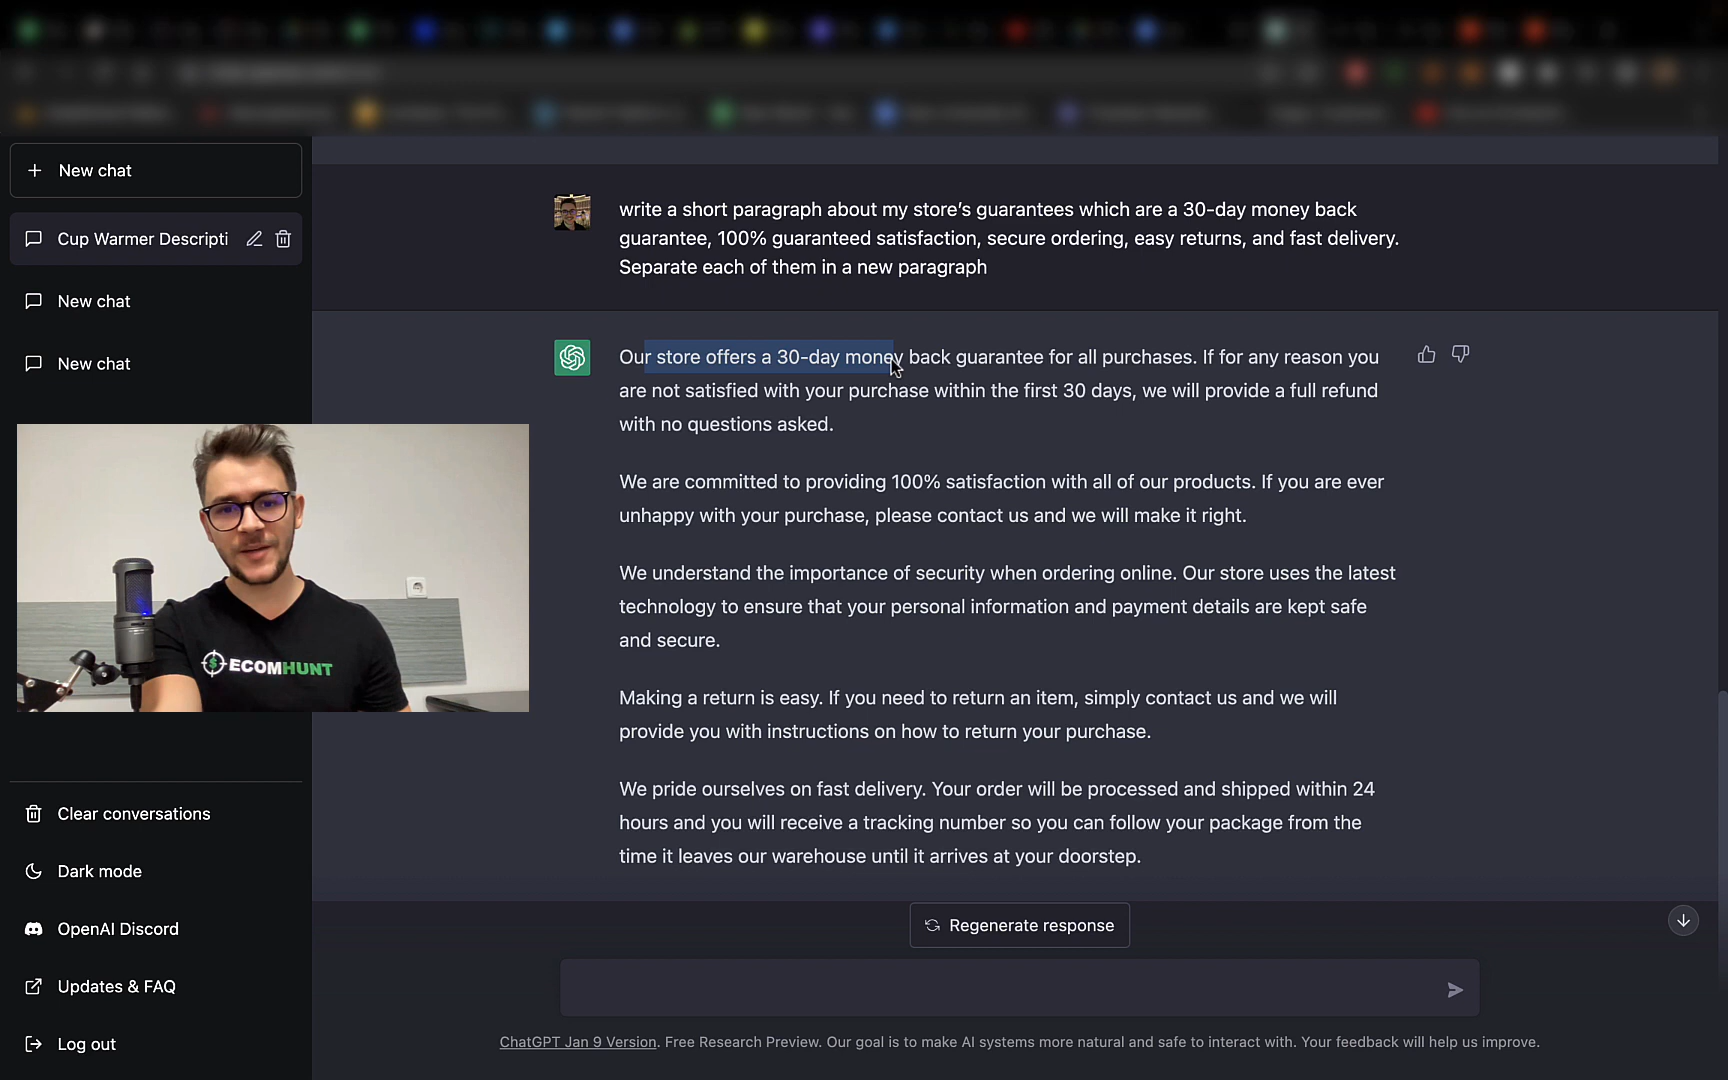 New chat
Cup Warmer Descripti
New chat
New chat
write a short paragraph about my store's guarantees which are a 30-day money back
guarantee, 100% guaranteed satisfaction, secure ordering, easy returns, and fast delivery.
Separate each of them in a new paragraph
Our store offers a 30-day money back guarantee for all purchases. If for any reason you
are not satisfied with your purchase within the first 30 days, we will provide a full refund
with no questions asked.
We are committed to providing 100% satisfaction with all of our products. If you are ever
unhappy with your purchase, please contact us and we will make it right.
We understand the importance of security when ordering online. Our store uses the latest
technology to ensure that your personal information and payment details are kept safe
and secure.
Making a return is easy. If you need to return an item, simply contact us and we will
provide you with instructions on how to return your purchase.
We pride ourselves on fast delivery. Your order will be processed and shipped within 24
hours and you will receive a tracking number so you can follow your package from the
time it leaves our warehouse until it arrives at your doorstep.
ECOMHUNT
Clear conversations
Dark mode
OpenAI Discord
Updates & FAQ
Log out
Regenerate response
ChatGPT Jan 9 Version. Free Research Preview. Our goal is to make AI systems more natural and safe to interact with. Your feedback will help us improve.